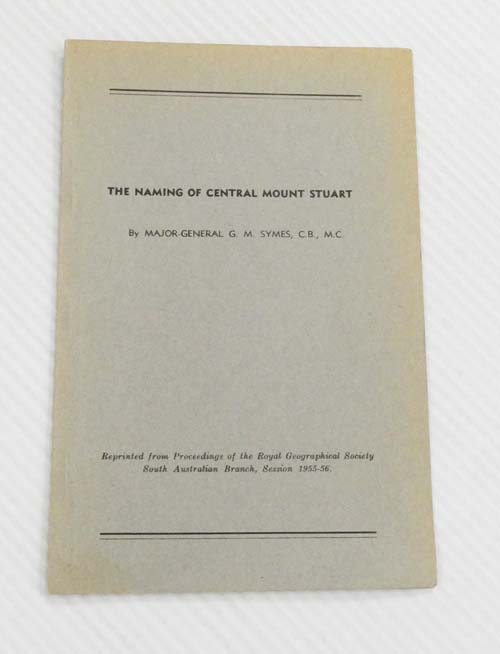 THE NAMING OF CENTRAL MOUNT STUART
By MAJOR-GENERAL G. M. SYMES, C.B., M.C.
Reprinted from Proceedings of the Royal Geographical Society
South Australian Branch, Session 1955-56.